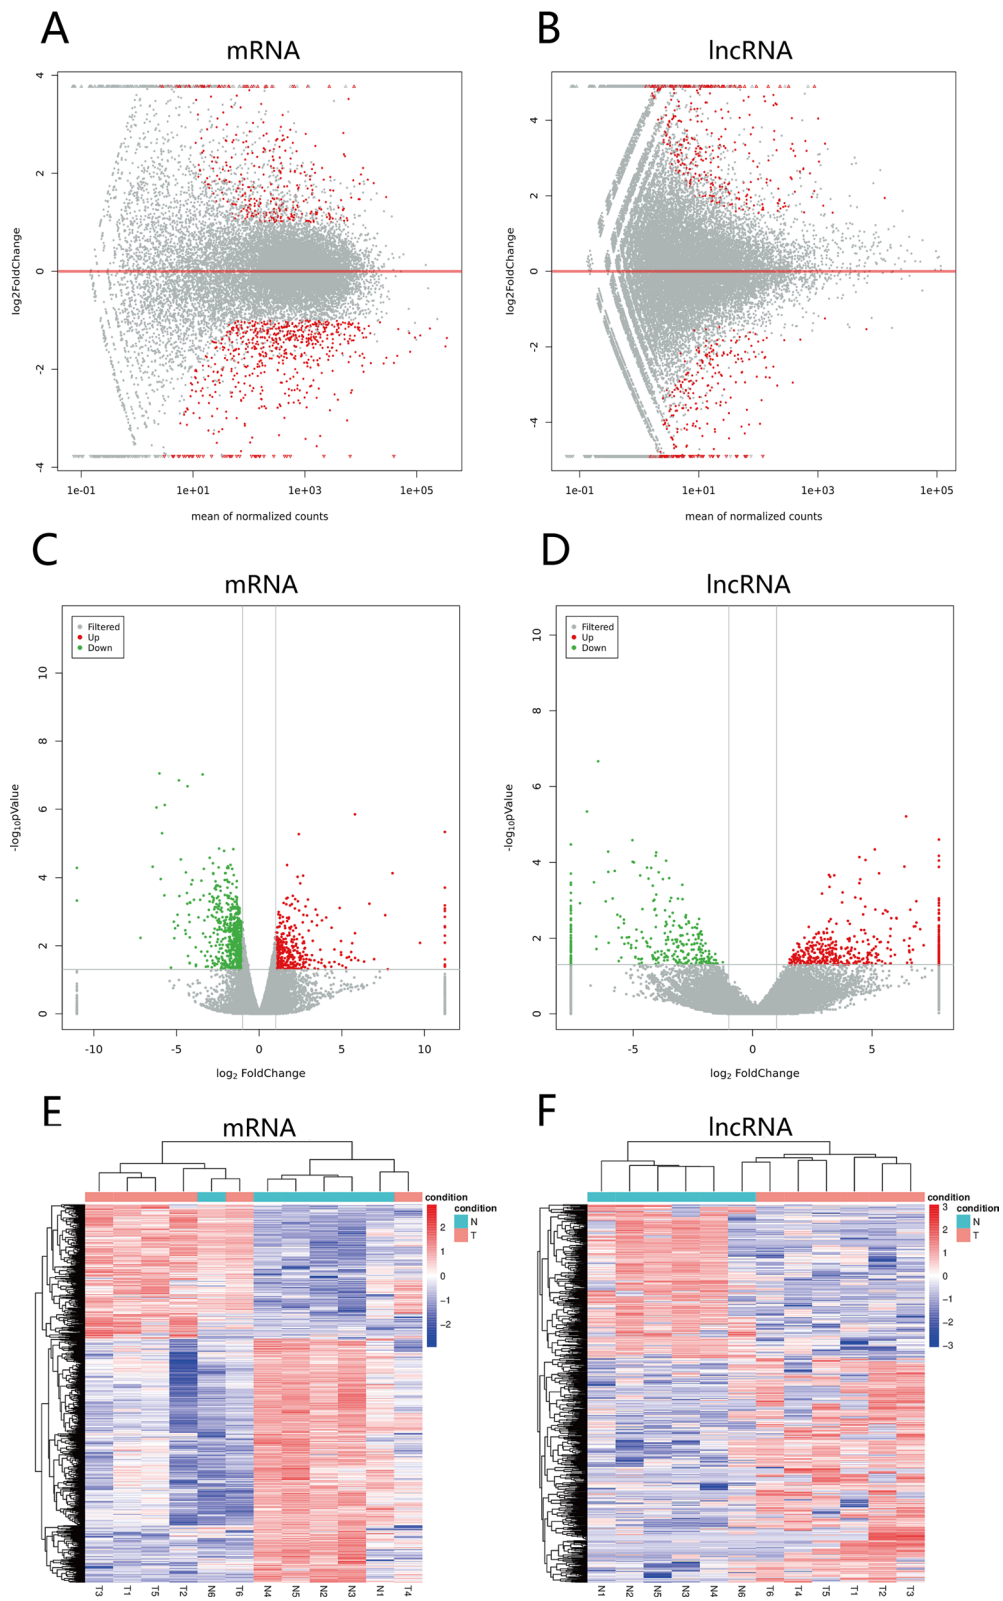 A
mRNA
B
lncRNA
log2FoldChange
4
2
0
-2
-4
1e-01
1e+01
1e+03
1e+05
mean of normalized counts
log2FoldChange
4
2
0
-2
-4
1e-01
1e+01
1e+03
1e+05
mean of normalized counts
C
mRNA
D
lncRNA
Filtered
Up
Down
-log10pValue
10
8
6
4
2
0
-10
-5
0
5
10
log2 FoldChange
Filtered
Up
Down
-log10pValue
10
8
6
4
2
0
-5
0
5
log2 FoldChange
E
mRNA
F
lncRNA
condition
condition
N
T
2
1
0
-1
-2
T3
T1
T5
T2
N6
T6
N4
N5
N2
N3
N1
T4
condition
condition
N
T
3
2
1
0
-1
-2
-3
N1
N2
N5
N3
N4
N6
T6
T4
T5
T1
T2
T3